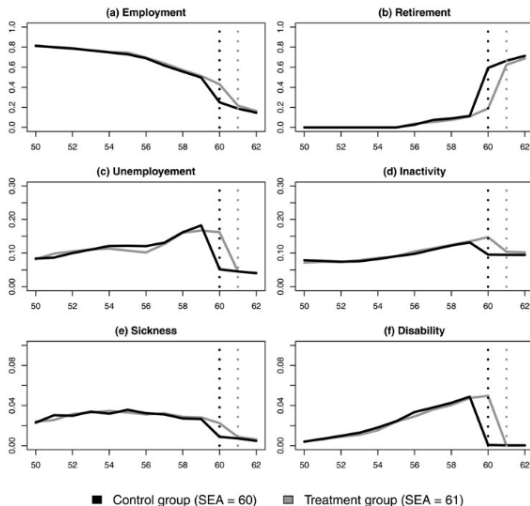 (a) Employment
0.0 0.2 0.4 0.6 0.8 1.0
50 52 54 56 58 60 62
(b) Retirement
0.0 0.2 0.4 0.6 0.8 1.0
50 52 54 56 58 60 62
(c) Unemployement
0.00 0.10 0.20 0.30
50 52 54 56 58 60 62
(d) Inactivity
0.00 0.10 0.20 0.30
50 52 54 56 58 60 62
(e) Sickness
0.00 0.04 0.08
50 52 54 56 58 60 62
(f) Disability
0.00 0.04 0.08
50 52 54 56 58 60 62
Control group (SEA = 60) Treatment group (SEA = 61)